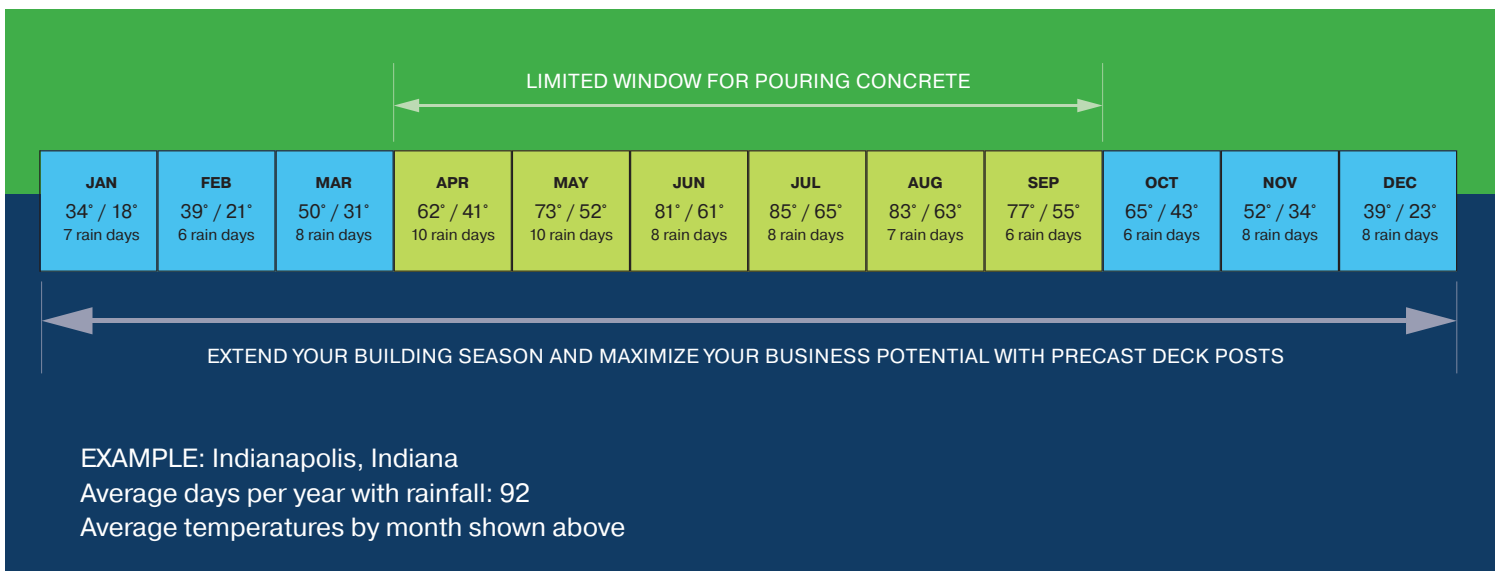 LIMITED WINDOW FOR POURING CONCRETE
JAN FEB MAR APR MAY JUN JUL AUG SEP OCT NOV DEC
34° / 18° 39° / 21° 50° / 31° 62° / 41° 73° / 52° 81° / 61° 85° / 65° 83° / 63° 77° / 55° 65° / 43° 52° / 34° 39° / 23°
7 rain days 6 rain days 8 rain days 10 rain days 10 rain days 8 rain days 8 rain days 7 rain days 6 rain days 6 rain days 8 rain days 8 rain days
EXTEND YOUR BUILDING SEASON AND MAXIMIZE YOUR BUSINESS POTENTIAL WITH PRECAST DECK POSTS
EXAMPLE: Indianapolis, Indiana
Average days per year with rainfall: 92
Average temperatures by month shown above